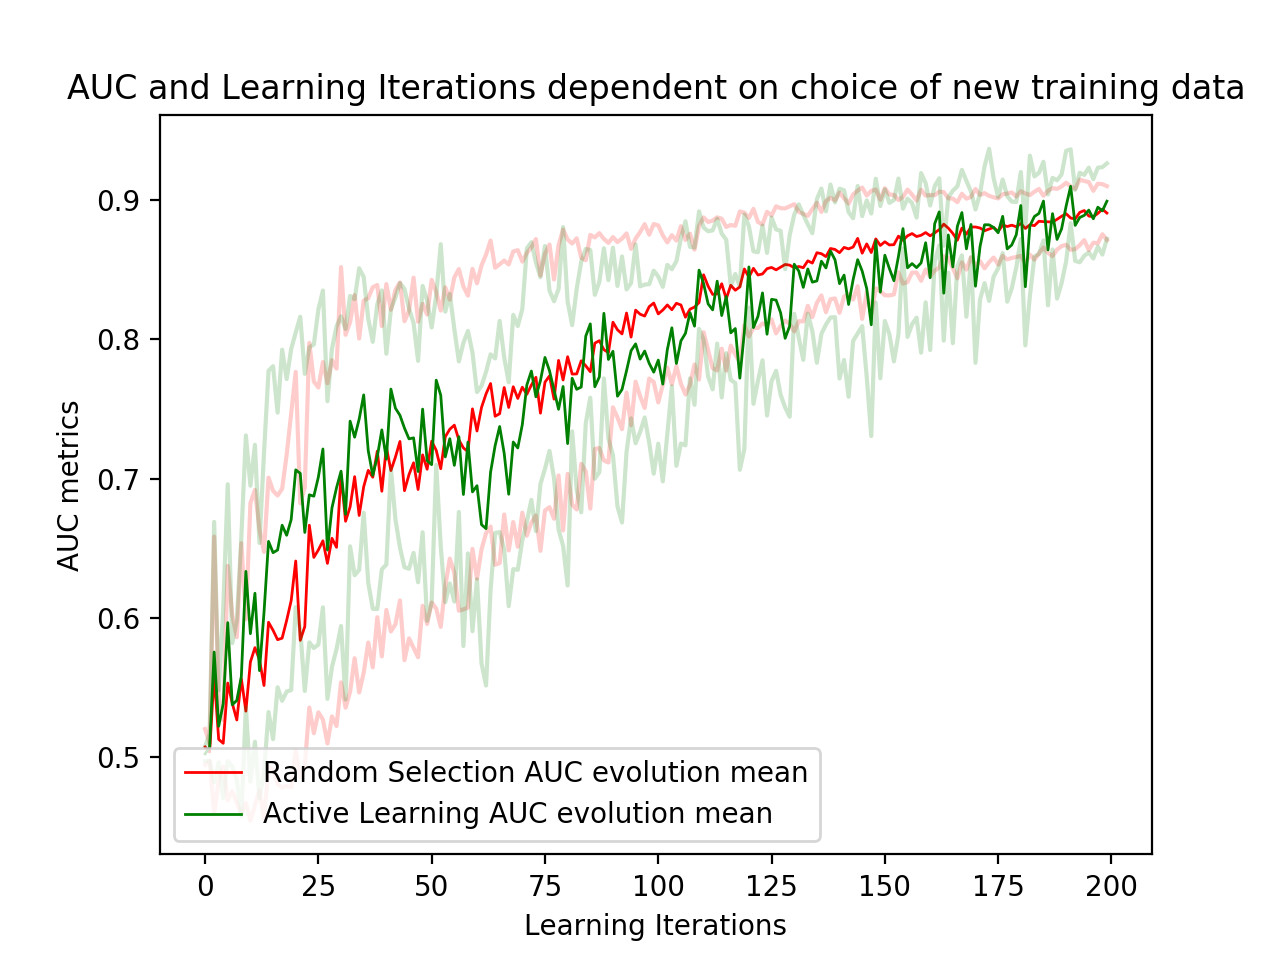 AUC and Learning Iterations dependent on choice of new training data
AUC metrics
0.9
0.8
0.7
0.6
0.5
Random Selection AUC evolution mean
Active Learning AUC evolution mean
0 25 50 75 100 125 150 175 200
Learning Iterations